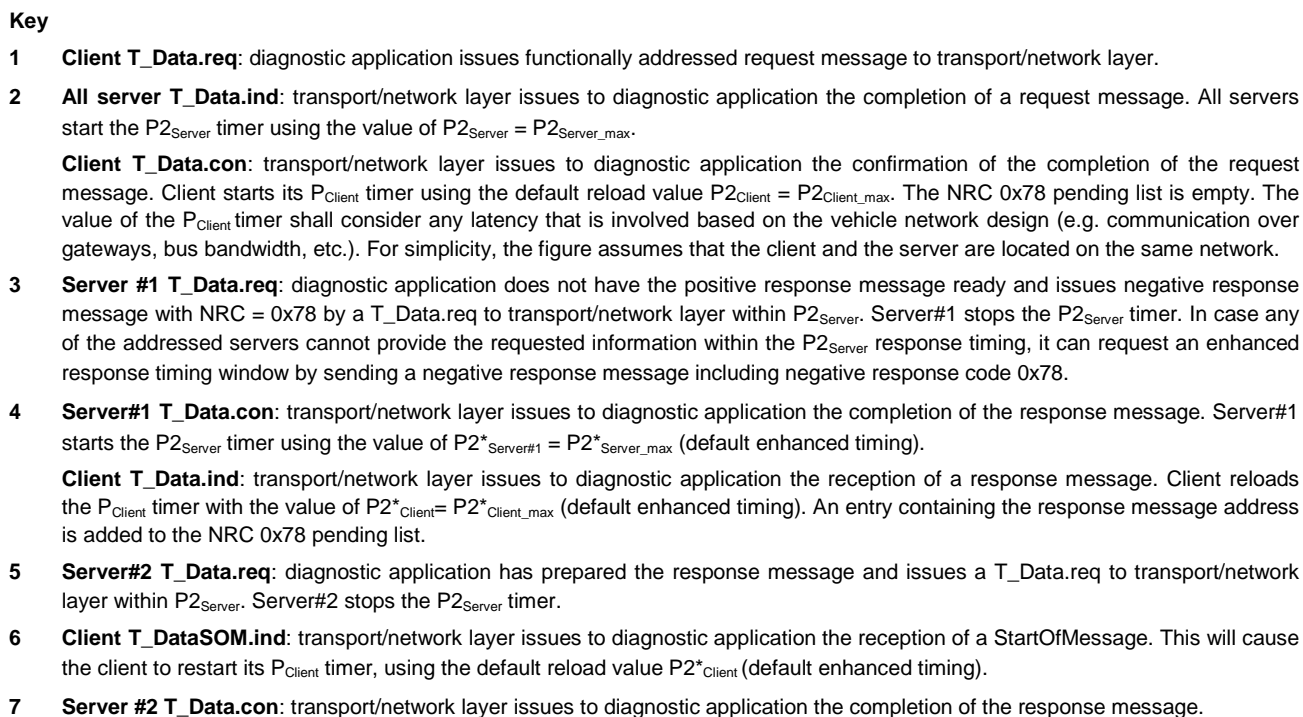 Key
1 Client T_Data.req: diagnostic application issues functionally addressed request message to transport/network layer.
2 All server T_Data.ind: transport/network layer issues to diagnostic application the completion of a request message. All servers
start the P2Server timer using the value of P2Server = P2Server_max.
Client T_Data.con: transport/network layer issues to diagnostic application the confirmation of the completion of the request
message. Client starts its PClient timer using the default reload value P2Client = P2Client_max. The NRC 0x78 pending list is empty. The
value of the PClient timer shall consider any latency that is involved based on the vehicle network design (e.g. communication over
gateways, bus bandwidth, etc.). For simplicity, the figure assumes that the client and the server are located on the same network.
3 Server #1 T_Data.req: diagnostic application does not have the positive response message ready and issues negative response
message with NRC = 0x78 by a T_Data.req to transport/network layer within P2Server. Server#1 stops the P2Server timer. In case any
of the addressed servers cannot provide the requested information within the P2Server response timing, it can request an enhanced
response timing window by sending a negative response message including negative response code 0x78.
4 Server#1 T_Data.con: transport/network layer issues to diagnostic application the completion of the response message. Server#1
starts the P2Server timer using the value of P2*Server#1 = P2*Server_max (default enhanced timing).
Client T_Data.ind: transport/network layer issues to diagnostic application the reception of a response message. Client reloads
the PClient timer with the value of P2*Client= P2*Client_max (default enhanced timing). An entry containing the response message address
is added to the NRC 0x78 pending list.
5 Server#2 T_Data.req: diagnostic application has prepared the response message and issues a T_Data.req to transport/network
layer within P2Server. Server#2 stops the P2Server timer.
6 Client T_DataSOM.ind: transport/network layer issues to diagnostic application the reception of a StartOfMessage. This will cause
the client to restart its PClient timer, using the default reload value P2*Client (default enhanced timing).
7 Server #2 T_Data.con: transport/network layer issues to diagnostic application the completion of the response message.